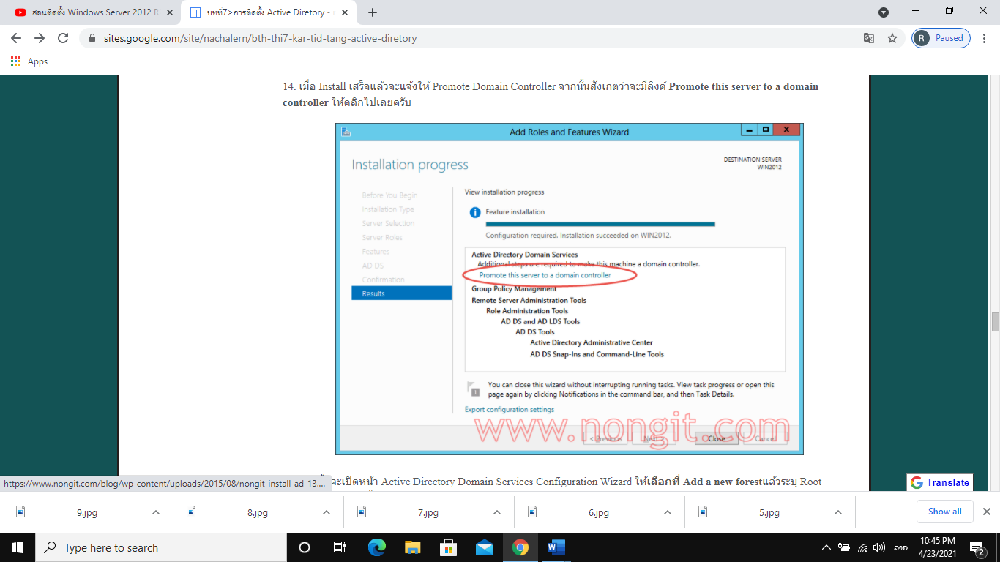 สอนติดตั้ง Windows Server 2012 R
บทที่7>การติดตั้ง Active Diretory -
sites.google.com/site/nachalern/bth-thi7-kar-tid-tang-active-diretory
R Paused
Apps
14. เมื่อ Install เสร็จแล้วจะแจ้งให้ Promote Domain Controller จากนั้นสังเกตว่าจะมีลิงค์ Promote this server to a domain
controller ให้คลิกไปเลยครับ
Add Roles and Features Wizard
Installation progress
DESTINATION SERVER
WIN2012
Before You Begin
Installation Type
Server Selection
Server Roles
Features
AD DS
Confirmation
Results
View installation progress
Feature installation
Configuration required. Installation succeeded on WIN2012.
Active Directory Domain Services
Additional steps are required to make this machine a domain controller.
Promote this server to a domain controller
Group Policy Management
Remote Server Administration Tools
Role Administration Tools
AD DS and AD LDS Tools
AD DS Tools
Active Directory Administrative Center
AD DS Snap-Ins and Command-Line Tools
1
You can close this wizard without interrupting running tasks. View task progress or open this
page again by clicking Notifications in the command bar, and then Task Details.
Export configuration settings
www.nongit.com
< Previous Next > Close Cancel
จะเปิดหน้า Active Directory Domain Services Configuration Wizard ให้เลือกที่ Add a new forestแล้วระบุ Root
https://www.nongit.com/blog/wp-content/uploads/2015/08/nongit-install-ad-13....
G Translate
9.jpg
8.jpg
7.jpg
6.jpg
5.jpg
Show all
Type here to search
ລາວ
10:45 PM
4/23/2021
2